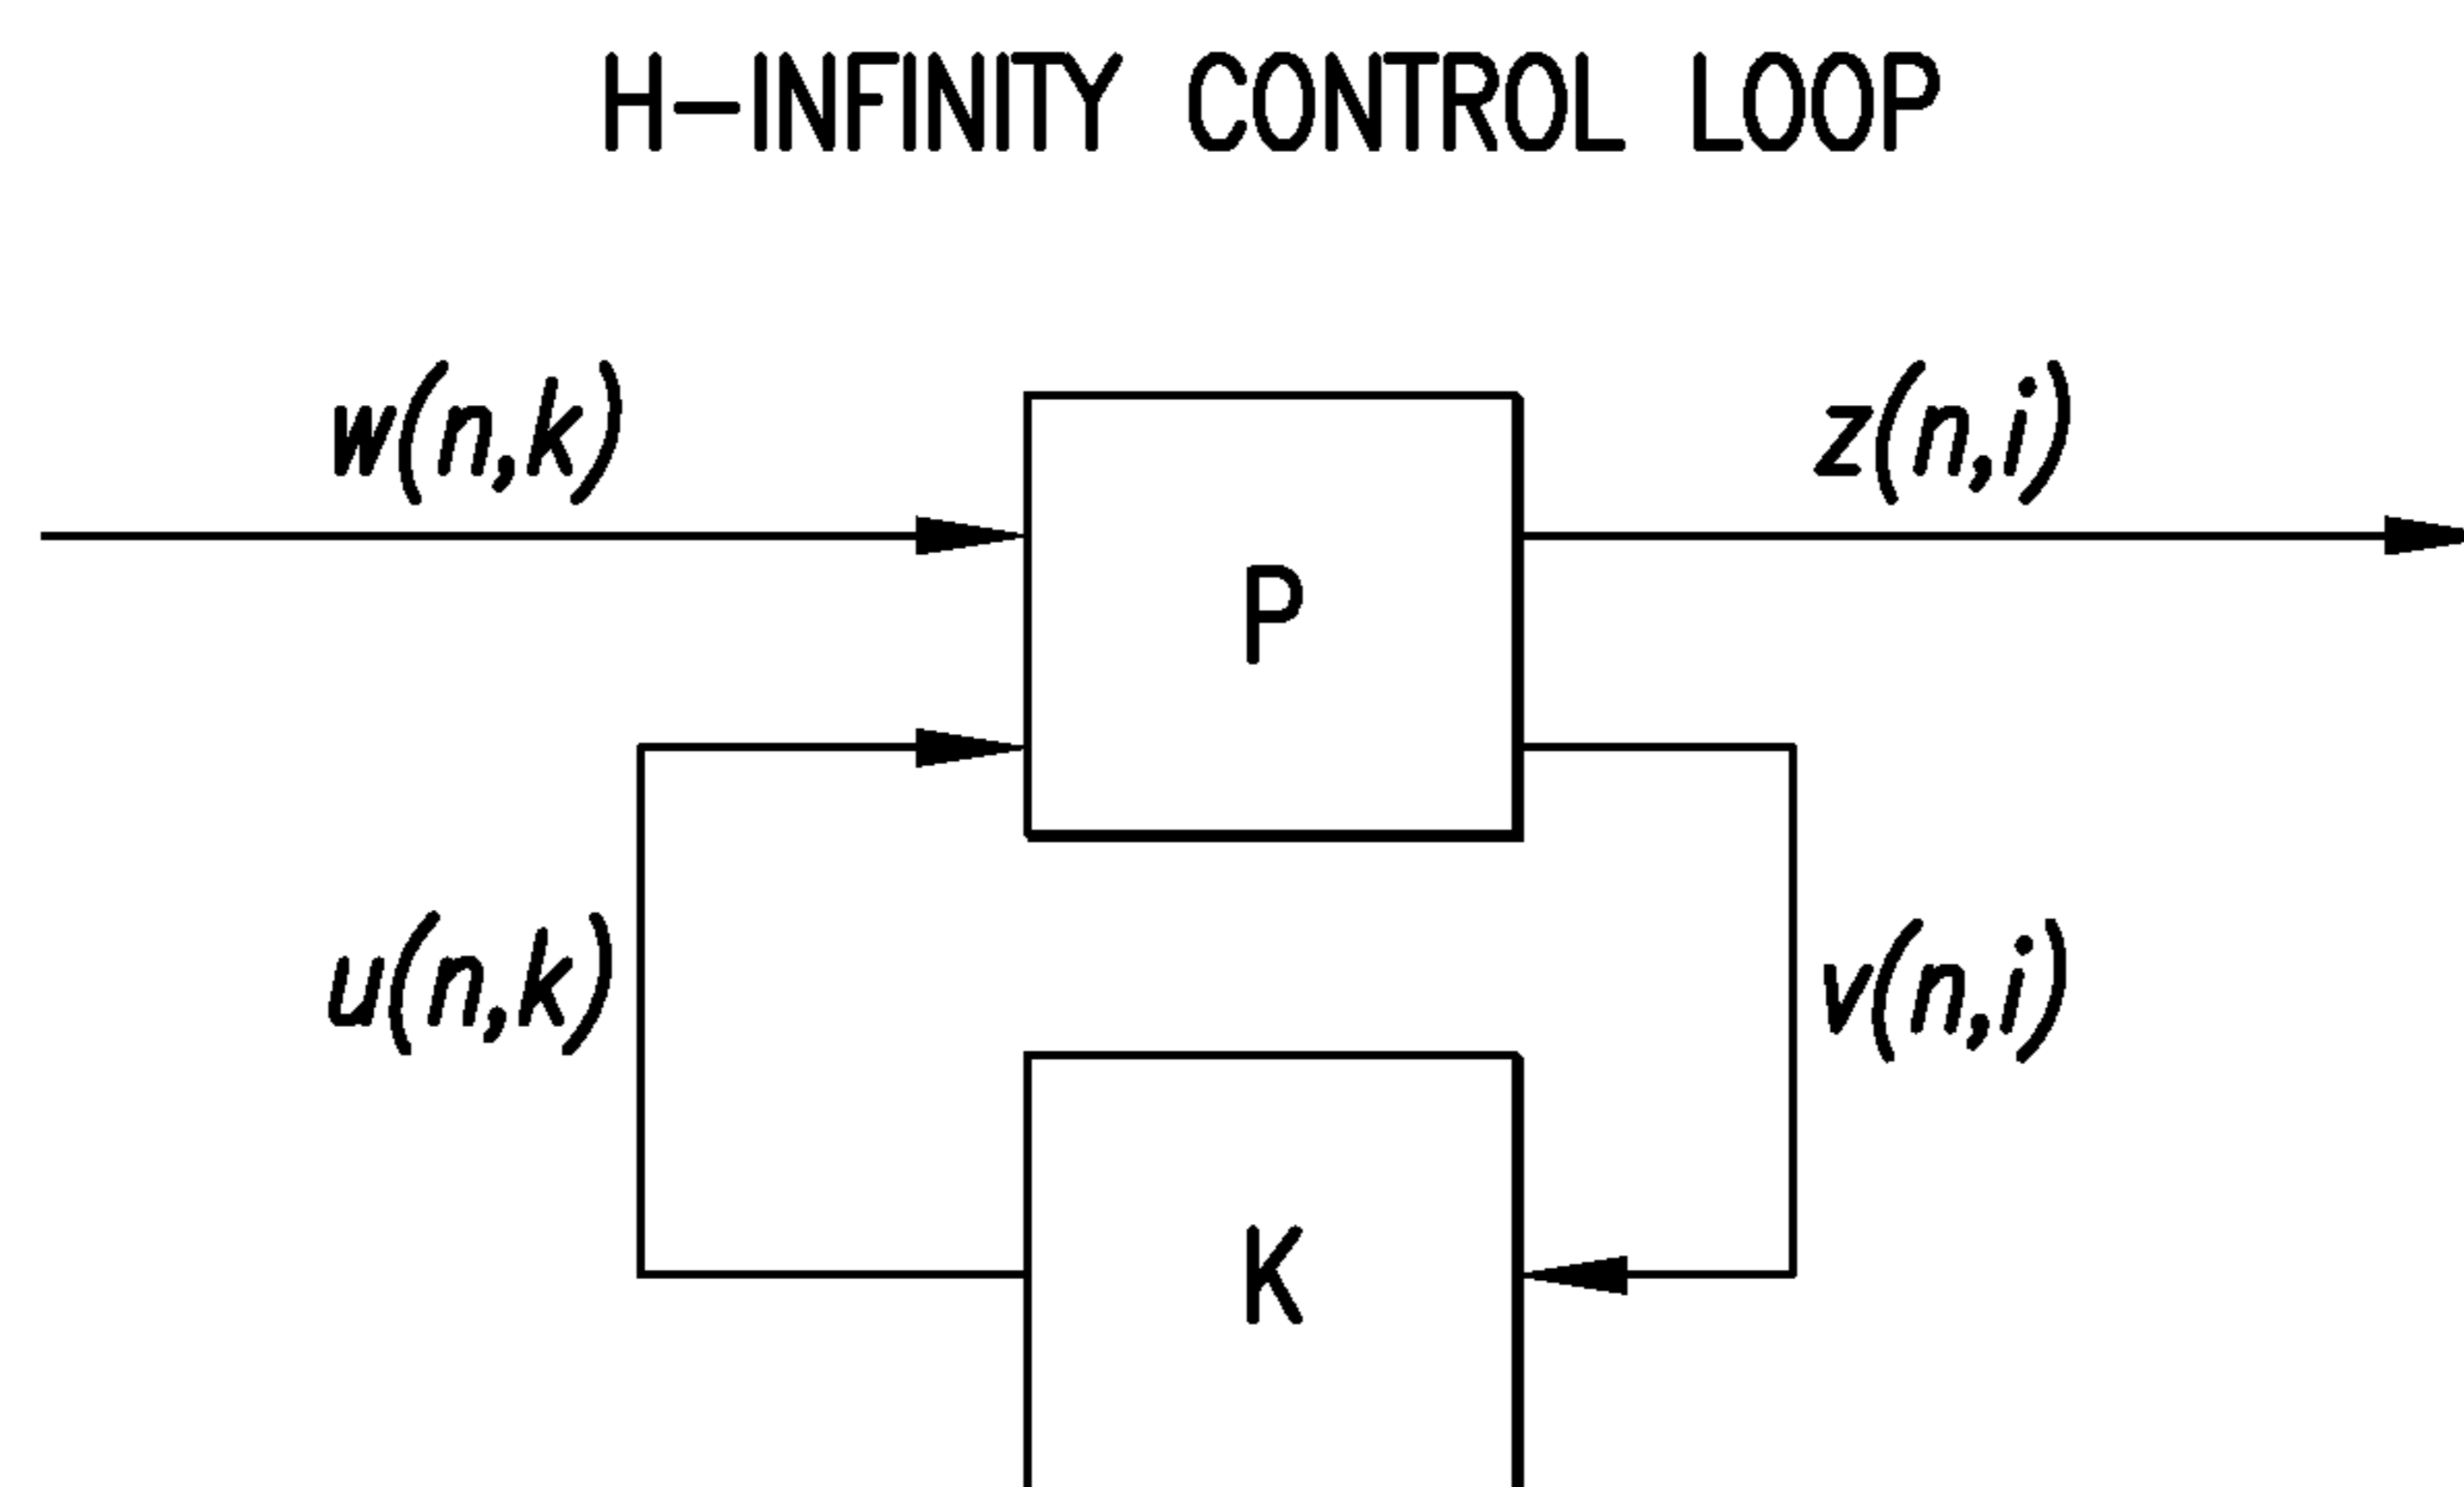 H-INFINITY CONTROL LOOP
w(n,k)
z(n,i)
P
u(n,k)
v(n,i)
K